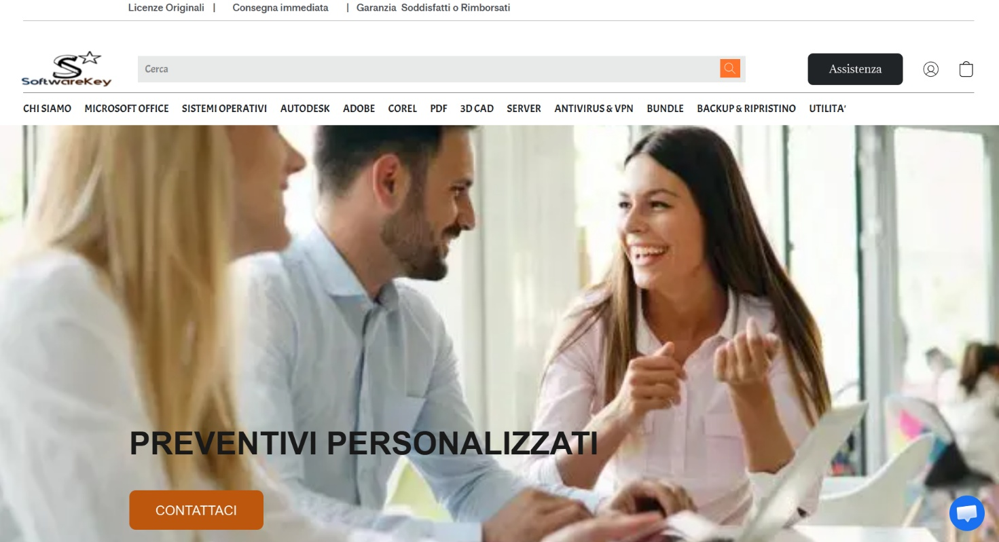 Licenze Originali | Consegna immediata | Garanzia Soddisfatti o Rimborsati
S
SoftwareKey
Cerca
Assistenza
CHI SIAMO MICROSOFT OFFICE SISTEMI OPERATIVI AUTODESK ADOBE COREL PDF 3D CAD SERVER ANTIVIRUS & VPN BUNDLE BACKUP & RIPRISTINO UTILITA'
PREVENTIVI PERSONALIZZATI
CONTATTACI